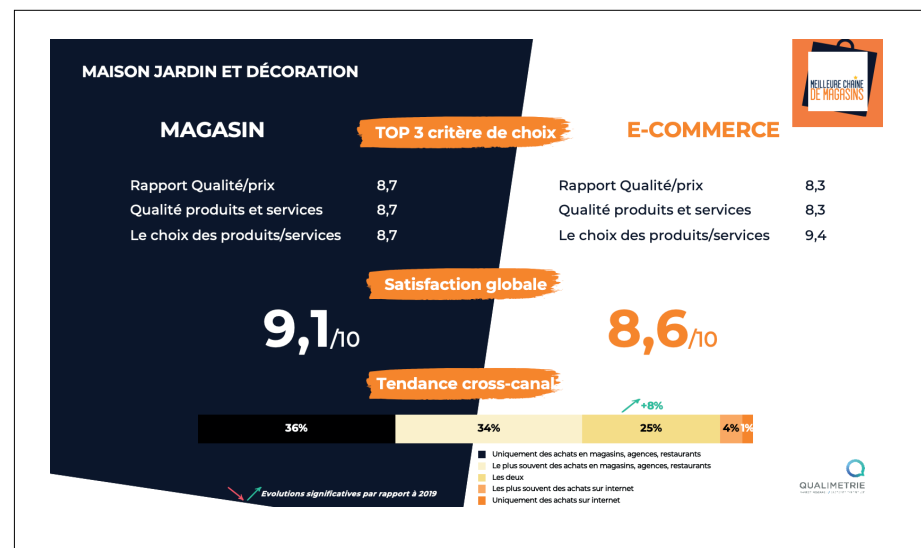 MAISON JARDIN ET DÉCORATION
MEILLEURE CHAÎNE
DE MAGASINS
MAGASIN
TOP 3 critère de choix
E-COMMERCE
Rapport Qualité/prix 8,7
Qualité produits et services 8,7
Le choix des produits/services 8,7
Rapport Qualité/prix 8,3
Qualité produits et services 8,3
Le choix des produits/services 9,4
Satisfaction globale
9,1/10
8,6/10
Tendance cross-canal
+8%
36% 34% 25% 4% 1%
Uniquement des achats en magasins, agences, restaurants
Le plus souvent des achats en magasins, agences, restaurants
Les deux
Les plus souvent des achats sur internet
Uniquement des achats sur internet
Evolutions significatives par rapport à 2019
QUALIMETRIE